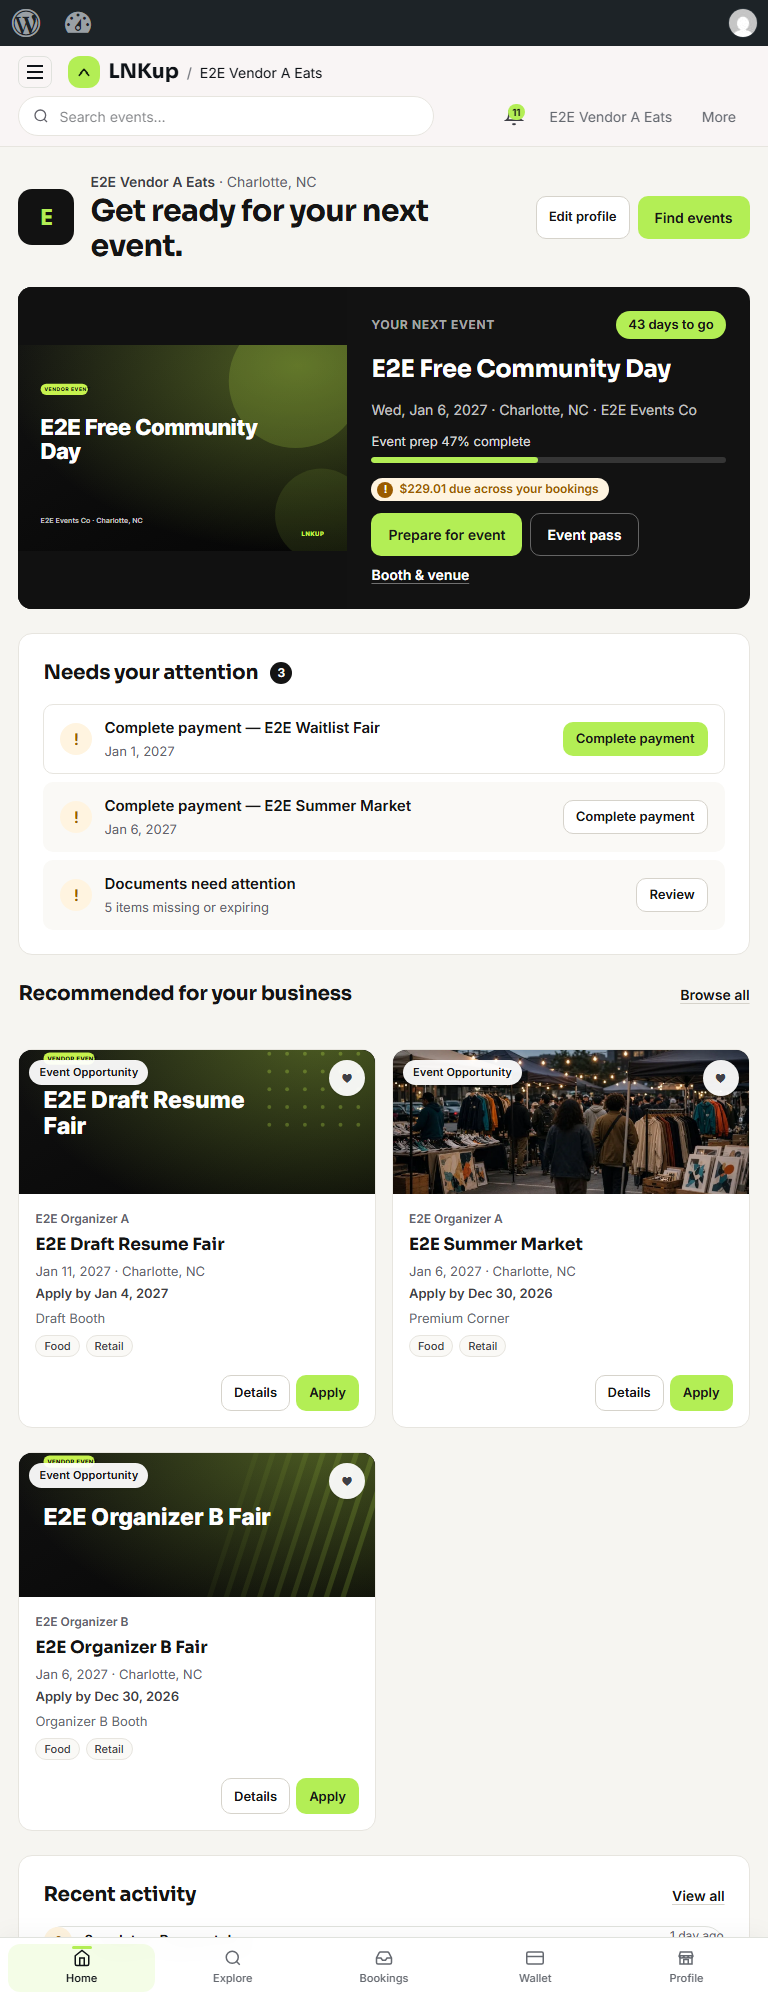 LNKup / E2E Vendor A Eats
Search events...
11
E2E Vendor A Eats
More
E2E Vendor A Eats · Charlotte, NC
E
Get ready for your next
event.
Edit profile
Find events
VENDOR EVEN
E2E Free Community
Day
E2E Events Co · Charlotte, NC
LNKUP
YOUR NEXT EVENT
43 days to go
E2E Free Community Day
Wed, Jan 6, 2027 · Charlotte, NC · E2E Events Co
Event prep 47% complete
! $229.01 due across your bookings
Prepare for event
Event pass
Booth & venue
Needs your attention 3
! Complete payment — E2E Waitlist Fair
Jan 1, 2027
Complete payment
! Complete payment — E2E Summer Market
Jan 6, 2027
Complete payment
! Documents need attention
5 items missing or expiring
Review
Recommended for your business
Browse all
VENDOR EVEN
Event Opportunity
E2E Draft Resume
Fair
E2E Organizer A
E2E Draft Resume Fair
Jan 11, 2027 · Charlotte, NC
Apply by Jan 4, 2027
Draft Booth
Food Retail
Details Apply
Event Opportunity
E2E Organizer A
E2E Summer Market
Jan 6, 2027 · Charlotte, NC
Apply by Dec 30, 2026
Premium Corner
Food Retail
Details Apply
Event Opportunity
E2E Organizer B Fair
E2E Organizer B
E2E Organizer B Fair
Jan 6, 2027 · Charlotte, NC
Apply by Dec 30, 2026
Organizer B Booth
Food Retail
Details Apply
Recent activity
View all
1 day ago
Home
Explore
Bookings
Wallet
Profile